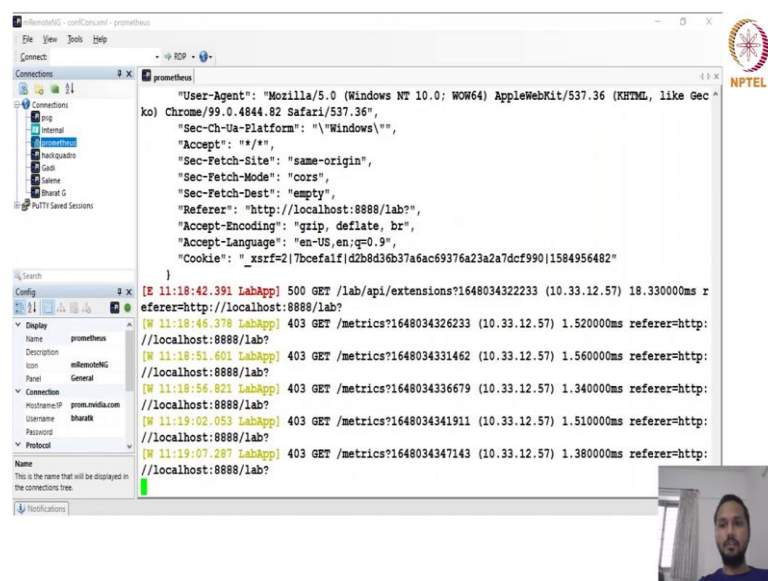 mRemoteNG - confCons.xml - prometheus
File View Tools Help
Connect: RDP
NPTEL
Connections
Connections
psg
Internal
prometheus
hackquadro
Gadi
Salene
Bharat G
PuTTY Saved Sessions
Search
Config
Display
Name prometheus
Description
Icon mRemoteNG
Panel General
Connection
Hostname/IP prom.nvidia.com
Username bharatk
Password
Protocol
Name
This is the name that will be displayed in
the connections tree.
Notifications
prometheus
"User-Agent": "Mozilla/5.0 (Windows NT 10.0; WOW64) AppleWebKit/537.36 (KHTML, like Gec
ko) Chrome/99.0.4844.82 Safari/537.36",
"Sec-Ch-Ua-Platform": "\"Windows\"",
"Accept": "*/*",
"Sec-Fetch-Site": "same-origin",
"Sec-Fetch-Mode": "cors",
"Sec-Fetch-Dest": "empty",
"Referer": "http://localhost:8888/lab?",
"Accept-Encoding": "gzip, deflate, br",
"Accept-Language": "en-US,en;q=0.9",
"Cookie": "_xsrf=2|7bcefa1f|d2b8d36b37a6ac69376a23a2a7dcf990|1584956482"
}
[E 11:18:42.391 LabApp] 500 GET /lab/api/extensions?1648034322233 (10.33.12.57) 18.330000ms r
eferer=http://localhost:8888/lab?
[W 11:18:46.378 LabApp] 403 GET /metrics?1648034326233 (10.33.12.57) 1.520000ms referer=http:
//localhost:8888/lab?
[W 11:18:51.601 LabApp] 403 GET /metrics?1648034331462 (10.33.12.57) 1.560000ms referer=http:
//localhost:8888/lab?
[W 11:18:56.821 LabApp] 403 GET /metrics?1648034336679 (10.33.12.57) 1.340000ms referer=http:
//localhost:8888/lab?
[W 11:19:02.053 LabApp] 403 GET /metrics?1648034341911 (10.33.12.57) 1.510000ms referer=http:
//localhost:8888/lab?
[W 11:19:07.287 LabApp] 403 GET /metrics?1648034347143 (10.33.12.57) 1.380000ms referer=http:
//localhost:8888/lab?